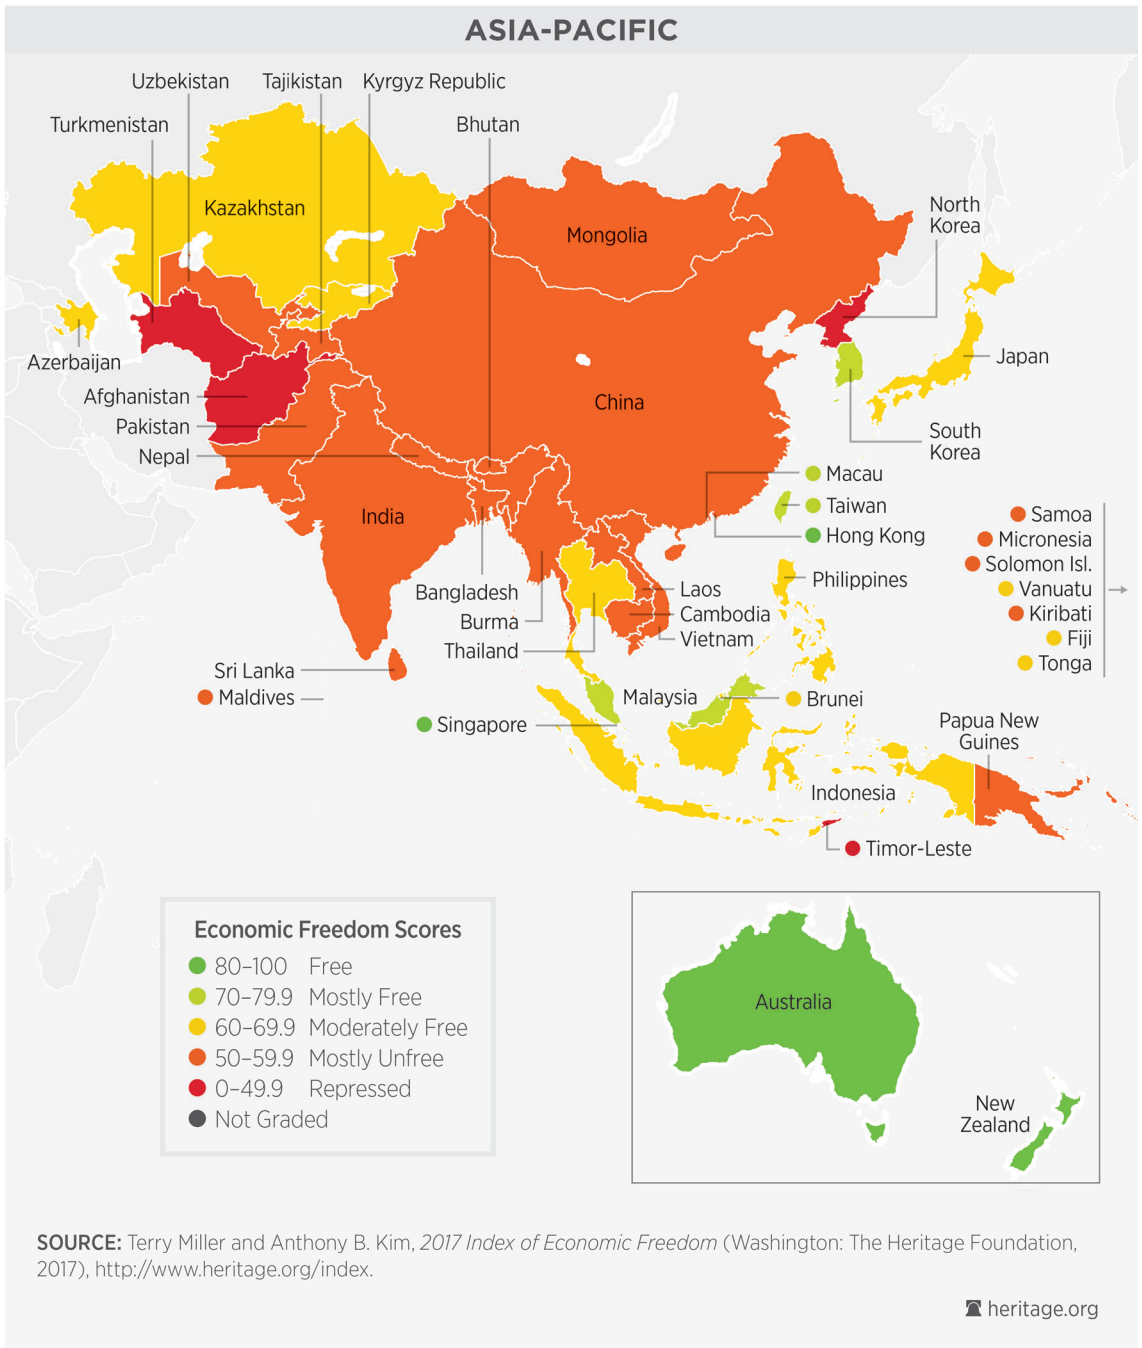 ASIA-PACIFIC
Uzbekistan
Tajikistan
Kyrgyz Republic
Turkmenistan
Bhutan
Kazakhstan
North
Korea
Mongolia
Azerbaijan
Japan
Afghanistan
China
Pakistan
South
Korea
Nepal
Macau
India
Taiwan
Samoa
Hong Kong
Micronesia
Solomon Isl.
Philippines
Vanuatu
Bangladesh
Laos
Kiribati
Burma
Cambodia
Fiji
Thailand
Vietnam
Tonga
Sri Lanka
Maldives
Malaysia
Brunei
Singapore
Papua New
Guines
Indonesia
Timor-Leste
Economic Freedom Scores
80–100 Free
70–79.9 Mostly Free
60–69.9 Moderately Free
50–59.9 Mostly Unfree
0–49.9 Repressed
Not Graded
Australia
New
Zealand
SOURCE: Terry Miller and Anthony B. Kim, 2017 Index of Economic Freedom (Washington: The Heritage Foundation,
2017), http://www.heritage.org/index.
heritage.org